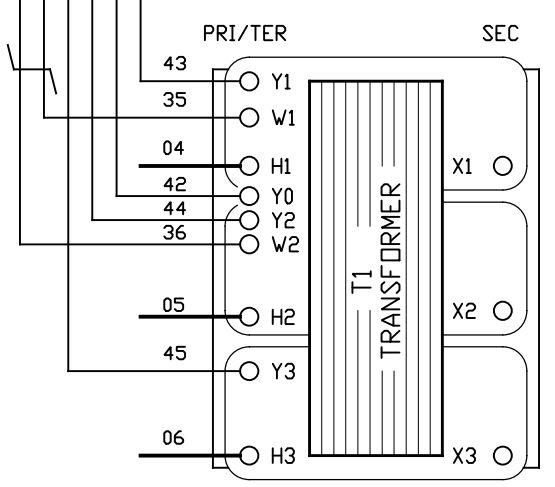 PRI/TER SEC
43 Y1
35 W1
04 H1 X1
42 Y0
44 Y2
36 W2
T1
TRANSFORMER
05 H2 X2
45 Y3
06 H3 X3